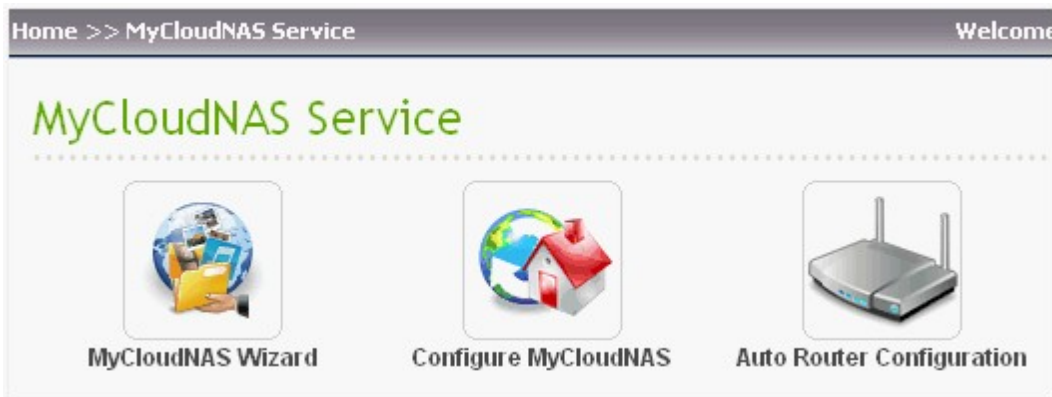 Home >> MyCloudNAS Service Welcome
MyCloudNAS Service
MyCloudNAS Wizard Configure MyCloudNAS Auto Router Configuration